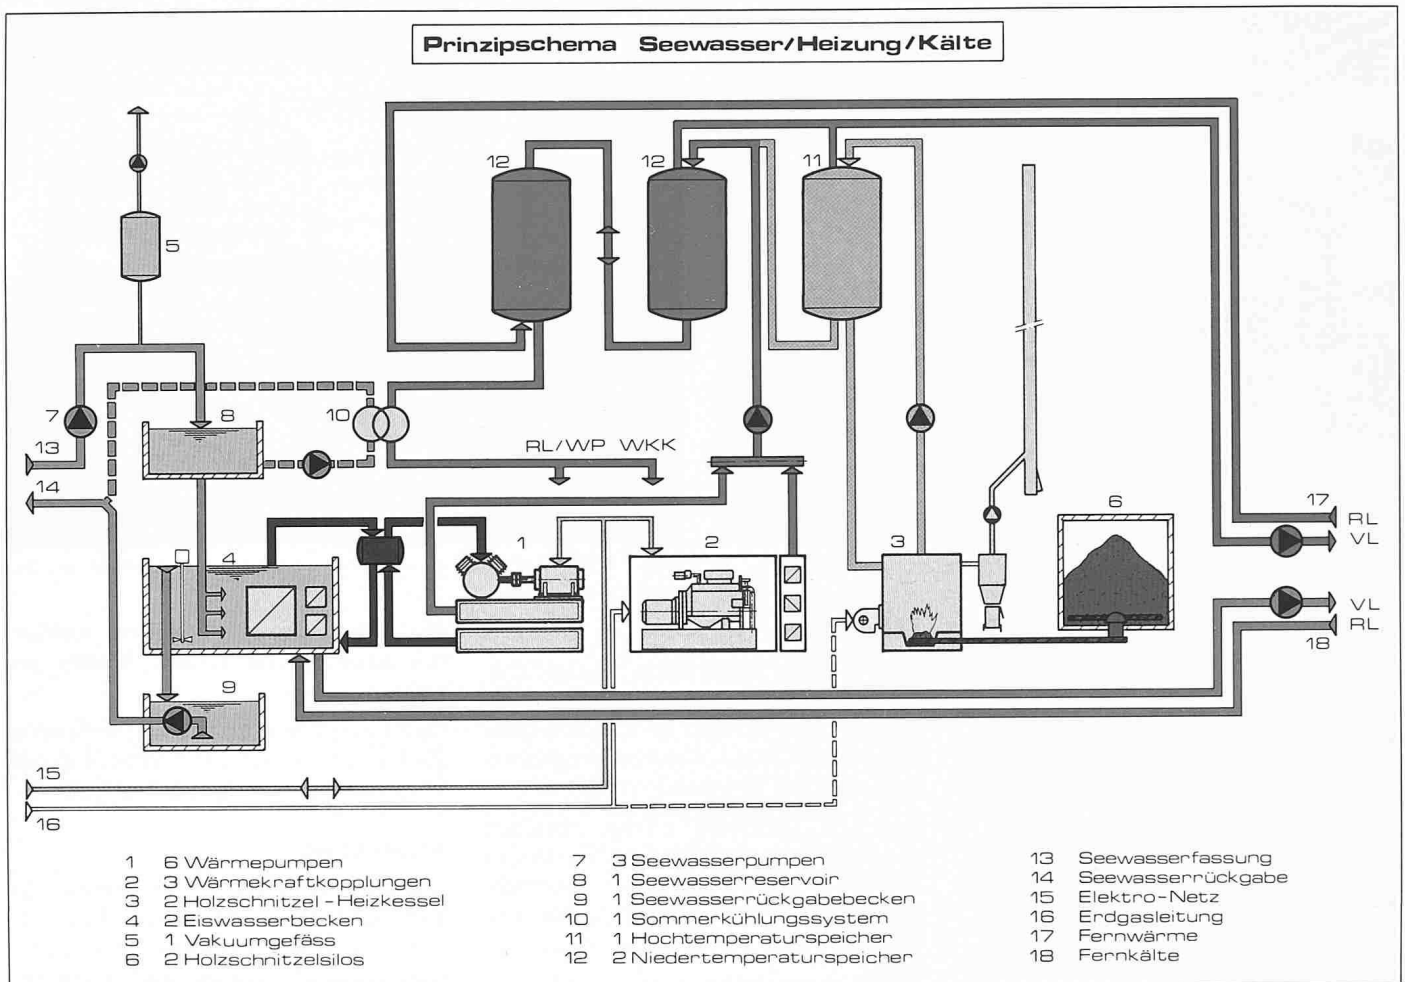 Prinzipschema Seewasser/Heizung/Kälte
12
12
11
5
7
8
10
13
RL/WP WKK
14
6
17
RL
VL
4
1
2
3
VL
RL
18
9
15
16
1 6 Wärmepumpen
2 3 Wärmekraftkopplungen
3 2 Holzschnitzel-Heizkessel
4 2 Eiswasserbecken
5 1 Vakuumgefäss
6 2 Holzschnitzelsilos
7 3 Seewasserpumpen
8 1 Seewasserreservoir
9 1 Seewasserrückgabebecken
10 1 Sommerkühlungssystem
11 1 Hochtemperaturspeicher
12 2 Niedertemperaturspeicher
13 Seewasserfassung
14 Seewasserrückgabe
15 Elektro-Netz
16 Erdgasleitung
17 Fernwärme
18 Fernkälte